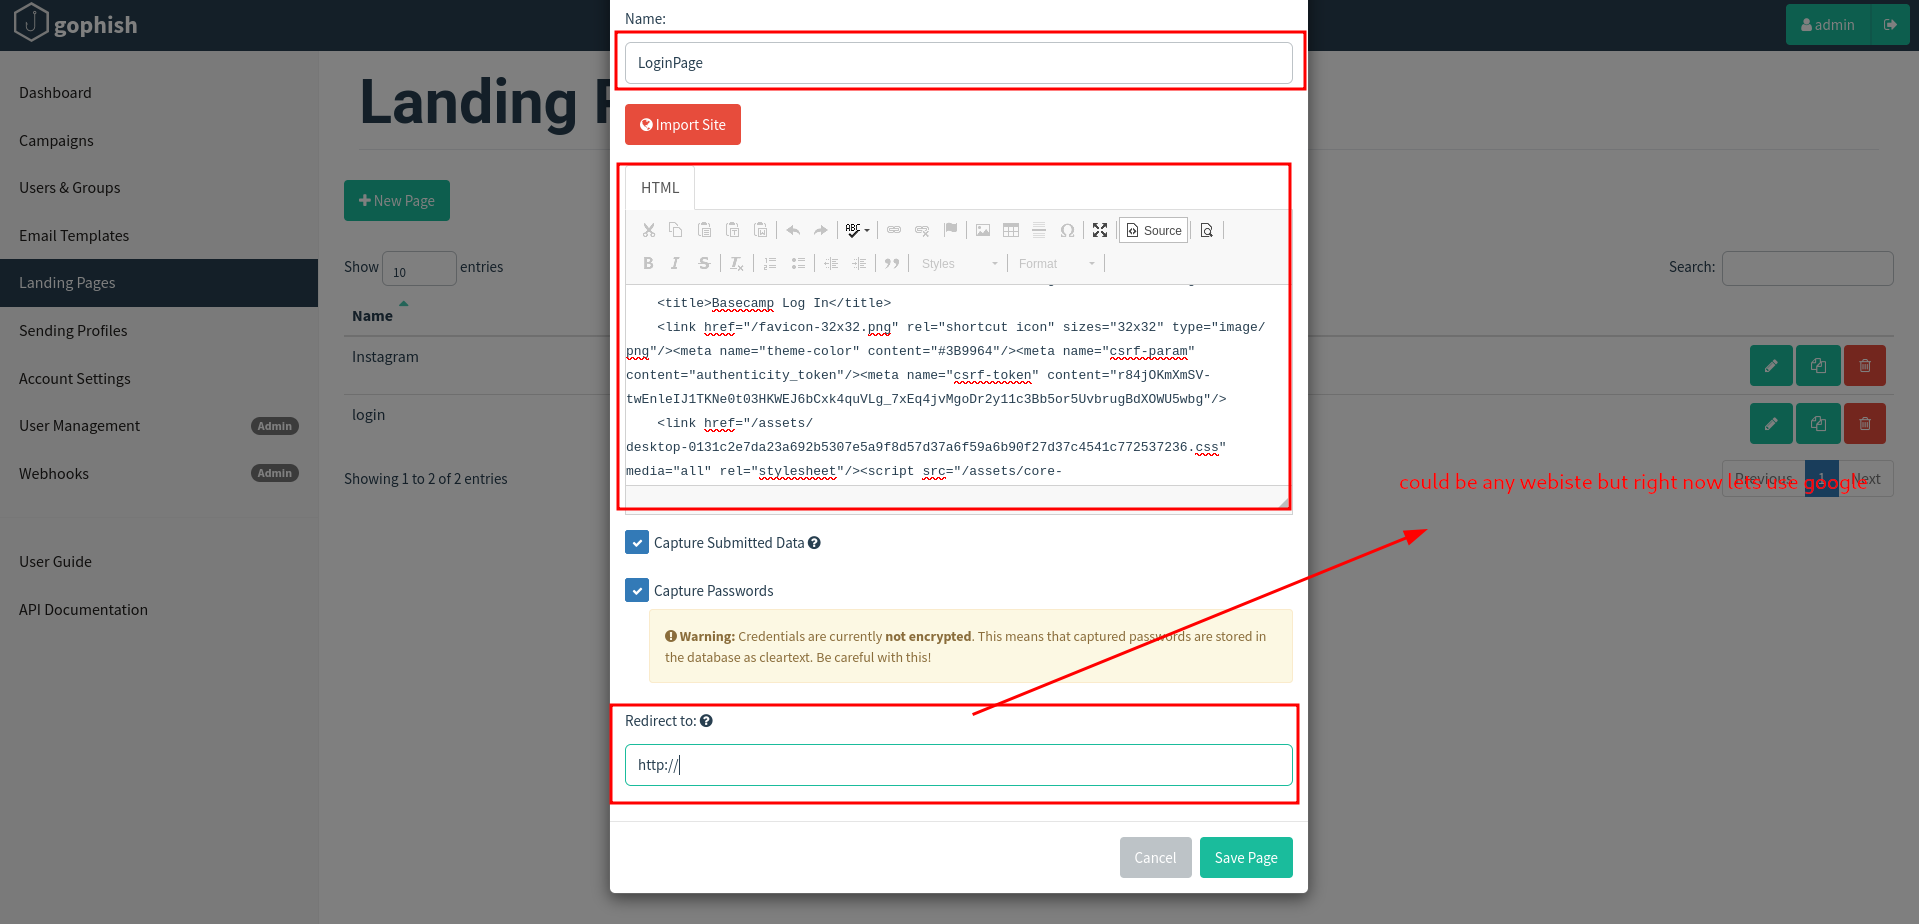 gophish
admin
Dashboard
Campaigns
Users & Groups
Email Templates
Landing Pages
Sending Profiles
Account Settings
User Management Admin
Webhooks Admin
User Guide
API Documentation
Landing P
New Page
Show 10 entries
Search:
Name
Instagram
login
Showing 1 to 2 of 2 entries
Previous 1 Next
Name:
LoginPage
Import Site
HTML
ABC
Source
B I S Ix
Styles Format
<title>Basecamp Log In</title>
<link href="/favicon-32x32.png" rel="shortcut icon" sizes="32x32" type="image/
png"/><meta name="theme-color" content="#3B9964"/><meta name="csrf-param"
content="authenticity_token"/><meta name="csrf-token" content="r84jOKmXmSV-
twEnleIJ1TKNe0t03HKWEJ6bCxk4quVLg_7xEq4jvMgoDr2y11c3Bb5or5UvbrugBdXOWU5wbg"/>
<link href="/assets/
desktop-0131c2e7da23a692b5307e5a9f8d57d37a6f59a6b90f27d37c4541c772537236.css"
media="all" rel="stylesheet"/><script src="/assets/core-
could be any webiste but right now lets use google
Capture Submitted Data
Capture Passwords
Warning: Credentials are currently not encrypted. This means that captured passwords are stored in
the database as cleartext. Be careful with this!
Redirect to:
http://
Cancel
Save Page